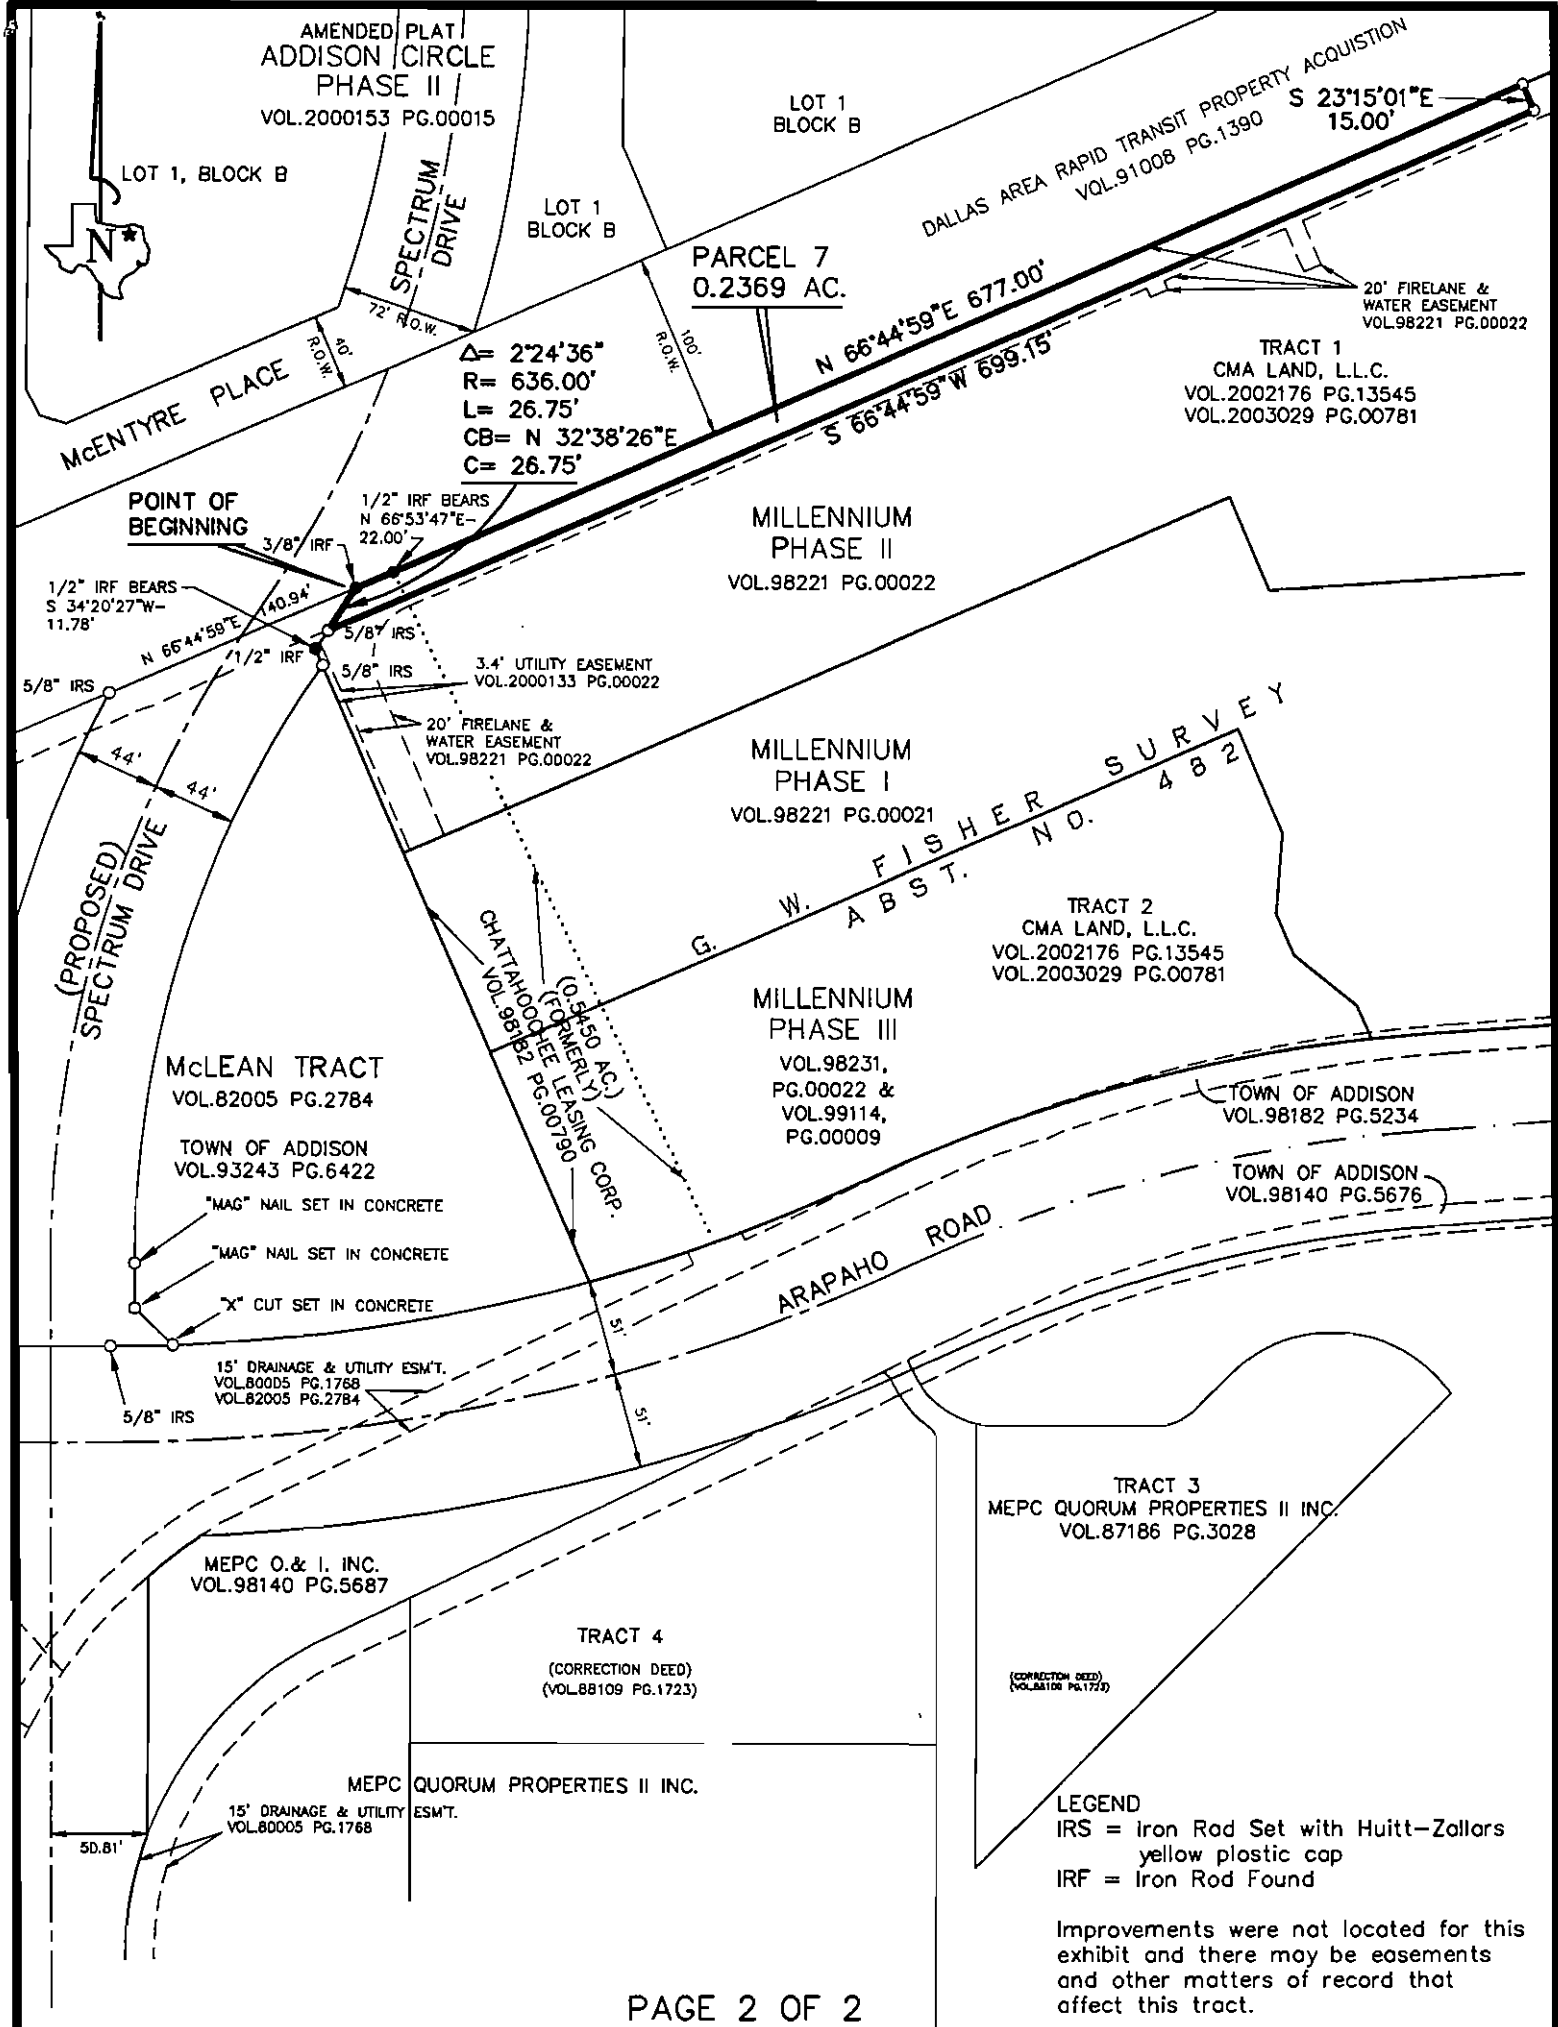 AMENDED PLAT
ADDISON CIRCLE
PHASE II
VOL.2000153 PG.00015
LOT 1, BLOCK B
LOT 1
BLOCK B
LOT 1
BLOCK B
N
SPECTRUM
DRIVE
72' R.O.W.
40'
R.O.W.
McENTYRE PLACE
DALLAS AREA RAPID TRANSIT PROPERTY ACQUISTION
VOL.91008 PG.1390
S 23°15'01"E
15.00'
PARCEL 7
0.2369 AC.
100'
R.O.W.
N 66°44'59"E 677.00'
S 66°44'59"W 699.15'
20' FIRELANE &
WATER EASEMENT
VOL.98221 PG.00022
TRACT 1
CMA LAND, L.L.C.
VOL.2002176 PG.13545
VOL.2003029 PG.00781
Δ= 2°24'36"
R= 636.00'
L= 26.75'
CB= N 32°38'26"E
C= 26.75'
POINT OF
BEGINNING
1/2" IRF BEARS
N 66°53'47"E-
22.00'
3/8" IRF
1/2" IRF BEARS
S 34°20'27"W-
11.78'
N 66°44'59"E 140.94'
5/8" IRS
1/2" IRF
5/8" IRS
5/8" IRS
MILLENNIUM
PHASE II
VOL.98221 PG.00022
3.4' UTILITY EASEMENT
VOL.2000133 PG.00022
20' FIRELANE &
WATER EASEMENT
VOL.98221 PG.00022
44'
44'
MILLENNIUM
PHASE I
VOL.98221 PG.00021
G. W. FISHER SURVEY
ABST. NO. 482
(PROPOSED)
SPECTRUM DRIVE
TRACT 2
CMA LAND, L.L.C.
VOL.2002176 PG.13545
VOL.2003029 PG.00781
(0.5450 AC.)
(FORMERLY)
CHATTAHOOCHEE LEASING CORP.
VOL.98182 PG.00790
MILLENNIUM
PHASE III
VOL.98231,
PG.00022 &
VOL.99114,
PG.00009
McLEAN TRACT
VOL.82005 PG.2784
TOWN OF ADDISON
VOL.93243 PG.6422
TOWN OF ADDISON
VOL.98182 PG.5234
TOWN OF ADDISON
VOL.98140 PG.5676
"MAG" NAIL SET IN CONCRETE
"MAG" NAIL SET IN CONCRETE
"X" CUT SET IN CONCRETE
ARAPAHO ROAD
51'
51'
15' DRAINAGE & UTILITY ESM'T.
VOL.80005 PG.1768
VOL.82005 PG.2784
5/8" IRS
TRACT 3
MEPC QUORUM PROPERTIES II INC.
VOL.87186 PG.3028
MEPC O.& I. INC.
VOL.98140 PG.5687
TRACT 4
(CORRECTION DEED)
(VOL.88109 PG.1723)
(CORRECTION DEED)
(VOL.88109 PG.1723)
MEPC QUORUM PROPERTIES II INC.
15' DRAINAGE & UTILITY ESM'T.
VOL.80005 PG.1768
50.81'
LEGEND
IRS = Iron Rod Set with Huitt-Zollars
yellow plastic cap
IRF = Iron Rod Found
Improvements were not located for this
exhibit and there may be easements
and other matters of record that
affect this tract.
PAGE 2 OF 2